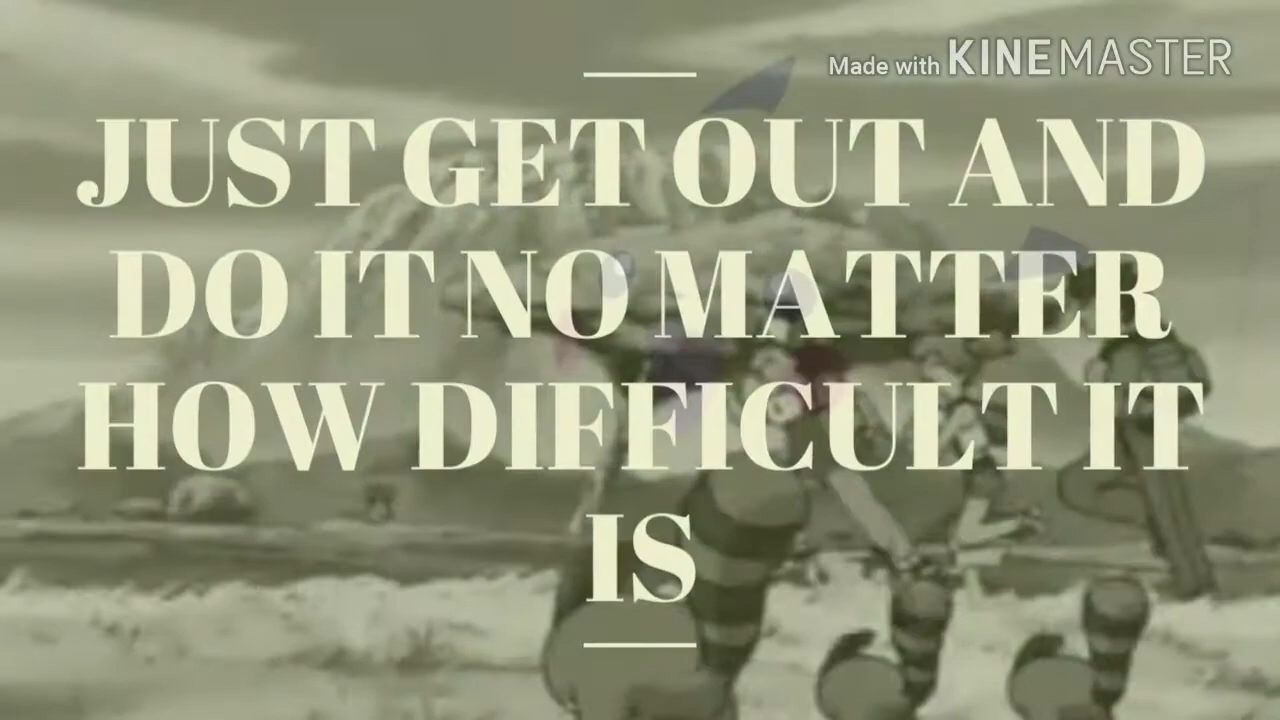 Made with KINEMASTER
JUST GET OUT AND
DO IT NO MATTER
HOW DIFFICULT IT
IS